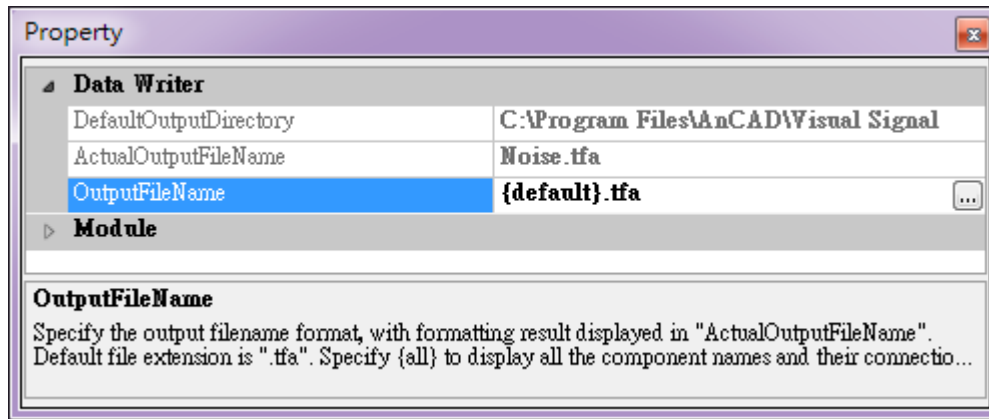 Property
Data Writer
DefaultOutputDirectory C:\Program Files\AnCAD\Visual Signal
ActualOutputFileName Noise.tfa
OutputFileName {default}.tfa ...
Module
OutputFileName
Specify the output filename format, with formatting result displayed in "ActualOutputFileName".
Default file extension is ".tfa". Specify {all} to display all the component names and their connectio...